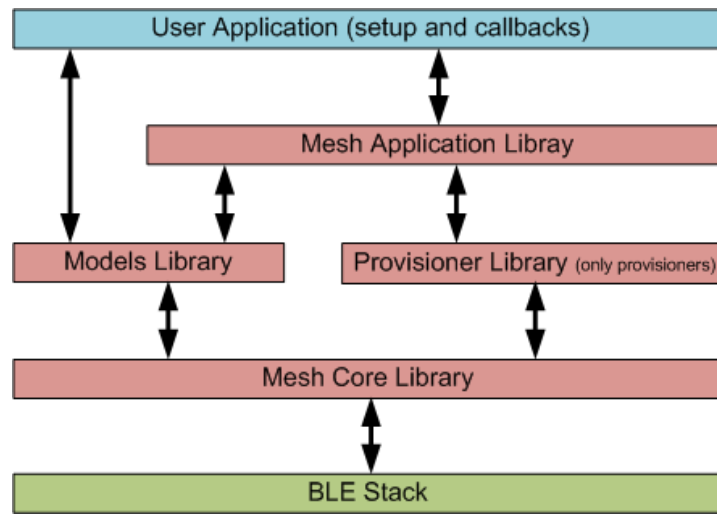 User Application (setup and callbacks)
Mesh Application Libray
Models Library
Provisioner Library (only provisioners)
Mesh Core Library
BLE Stack